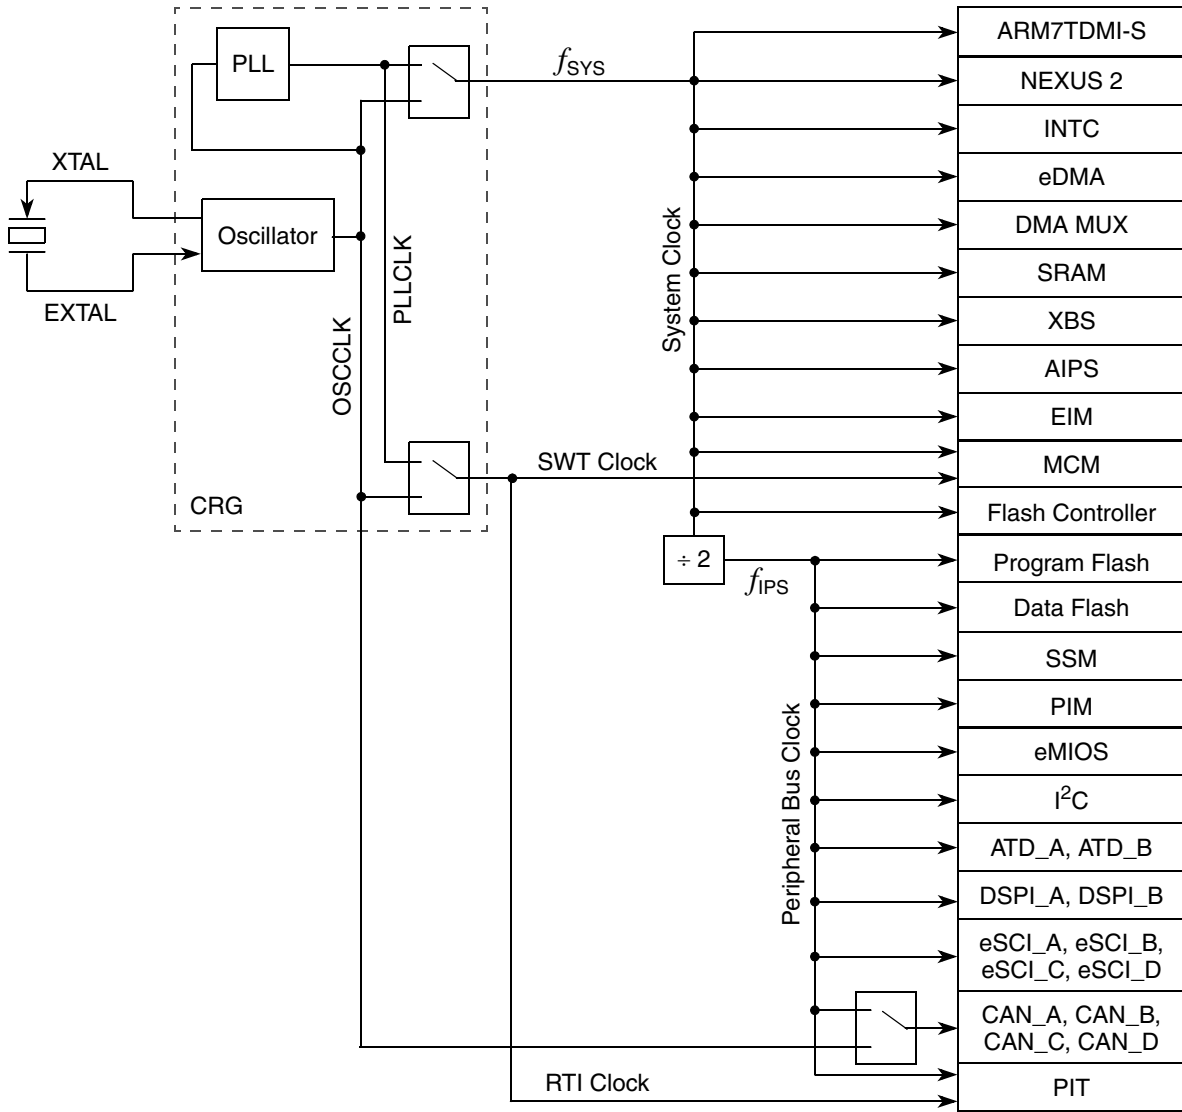 PLL
XTAL
Oscillator
EXTAL
OSCCLK
PLLCLK
CRG
f_SYS
System Clock
SWT Clock
÷ 2
f_IPS
Peripheral Bus Clock
RTI Clock
ARM7TDMI-S
NEXUS 2
INTC
eDMA
DMA MUX
SRAM
XBS
AIPS
EIM
MCM
Flash Controller
Program Flash
Data Flash
SSM
PIM
eMIOS
I²C
ATD_A, ATD_B
DSPI_A, DSPI_B
eSCI_A, eSCI_B,
eSCI_C, eSCI_D
CAN_A, CAN_B,
CAN_C, CAN_D
PIT